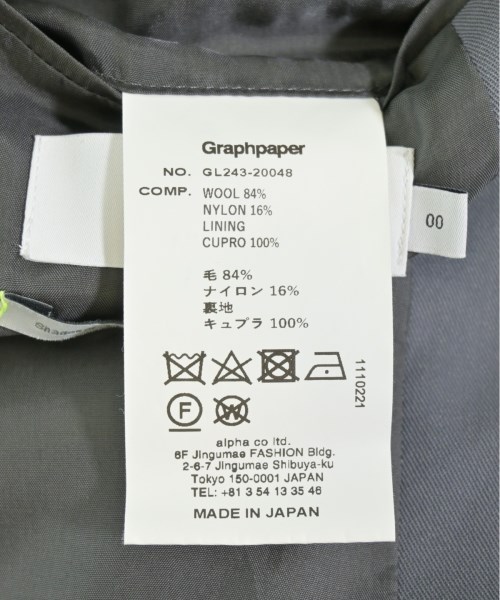 Graphpaper
NO. GL243-20048
COMP. WOOL 84%
NYLON 16%
LINING
CUPRO 100%
毛 84%
ナイロン 16%
裏地
キュプラ 100%
F W
1110221
alpha co ltd.
6F Jingumae FASHION Bldg.
2-6-7 Jingumae Shibuya-ku
Tokyo 150-0001 JAPAN
TEL: +81 3 54 13 35 46
MADE IN JAPAN
00